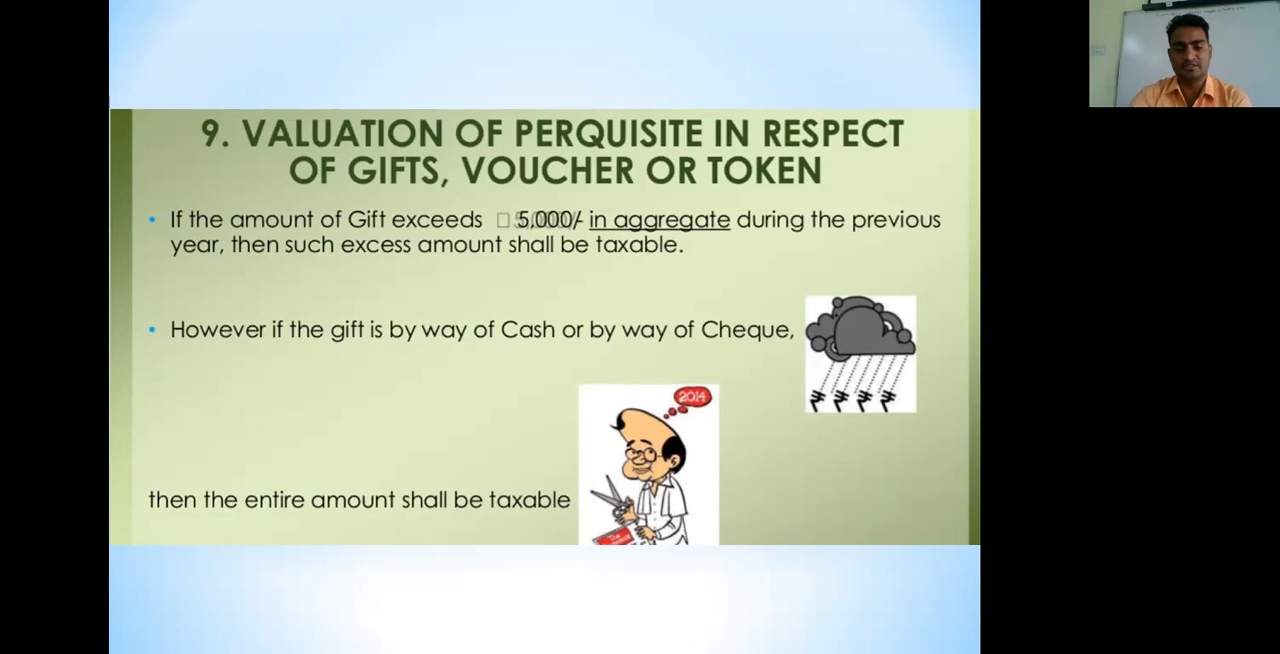 9. VALUATION OF PERQUISITE IN RESPECT
OF GIFTS, VOUCHER OR TOKEN
• If the amount of Gift exceeds 5,000/- in aggregate during the previous
year, then such excess amount shall be taxable.
• However if the gift is by way of Cash or by way of Cheque,
₹ ₹ ₹ ₹
2014
then the entire amount shall be taxable